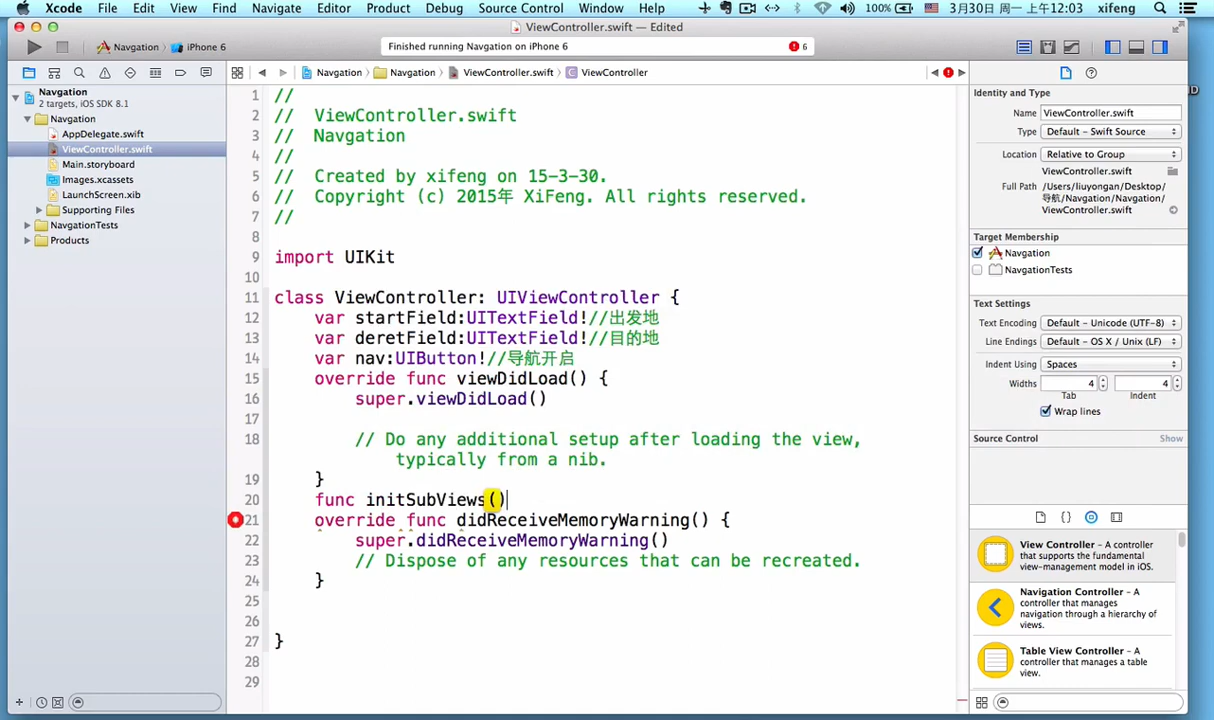 Xcode File Edit View Find Navigate Editor Product Debug Source Control Window Help 100% 3月30日 周一 上午12:03 xifeng
ViewController.swift — Edited
Navgation iPhone 6 Finished running Navgation on iPhone 6 6
Navgation Navgation ViewController.swift ViewController
Navgation
2 targets, iOS SDK 8.1
Navgation
AppDelegate.swift
ViewController.swift
Main.storyboard
Images.xcassets
LaunchScreen.xib
Supporting Files
NavgationTests
Products
1 //
2 // ViewController.swift
3 // Navgation
4 //
5 // Created by xifeng on 15-3-30.
6 // Copyright (c) 2015年 XiFeng. All rights reserved.
7 //
8
9 import UIKit
10
11 class ViewController: UIViewController {
12 var startField:UITextField!//出发地
13 var deretField:UITextField!//目的地
14 var nav:UIButton!//导航开启
15 override func viewDidLoad() {
16 super.viewDidLoad()
17
18 // Do any additional setup after loading the view,
typically from a nib.
19 }
20 func initSubViews()
21 override func didReceiveMemoryWarning() {
22 super.didReceiveMemoryWarning()
23 // Dispose of any resources that can be recreated.
24 }
25
26
27 }
28
29
Identity and Type
Name ViewController.swift
Type Default - Swift Source
Location Relative to Group
ViewController.swift
Full Path /Users/liuyongan/Desktop/
导航/Navgation/Navgation/
ViewController.swift
Target Membership
Navgation
NavgationTests
Text Settings
Text Encoding Default - Unicode (UTF-8)
Line Endings Default - OS X / Unix (LF)
Indent Using Spaces
Widths 4 4
Tab Indent
Wrap lines
Source Control Show
View Controller - A controller
that supports the fundamental
view-management model in iOS.
Navigation Controller - A
controller that manages
navigation through a hierarchy of
views.
Table View Controller - A
controller that manages a table
view.